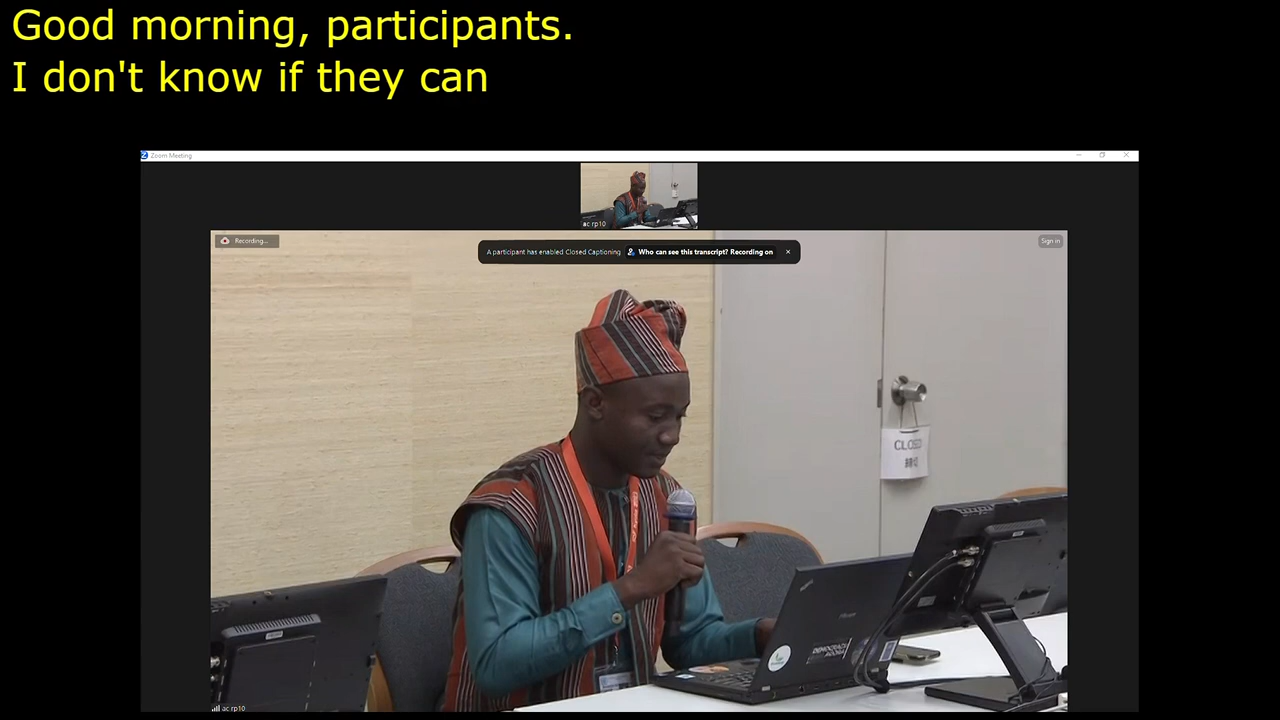 Good morning, participants.
I don't know if they can
Zoom Meeting
ac rp10
Recording...
A participant has enabled Closed Captioning
Who can see this transcript? Recording on
Sign in
CLOSED
DEMOCRACY
ac rp10